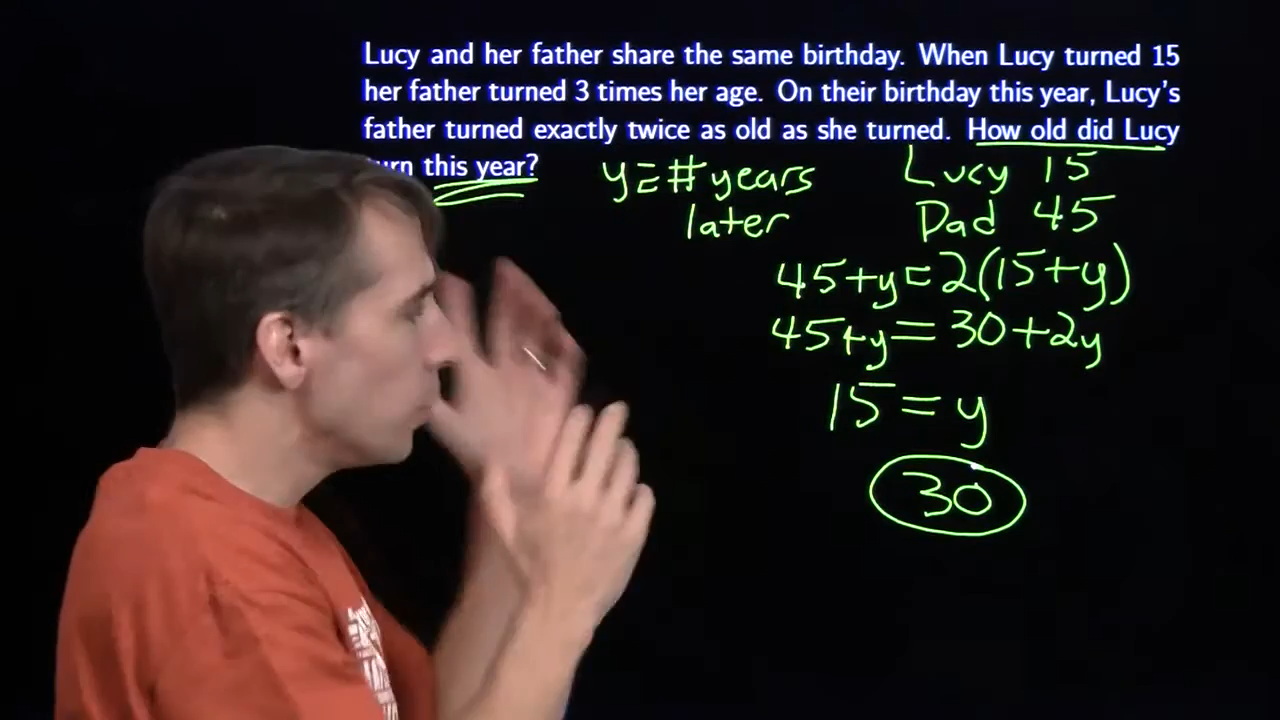 Lucy and her father share the same birthday. When Lucy turned 15
her father turned 3 times her age. On their birthday this year, Lucy's
father turned exactly twice as old as she turned. How old did Lucy
this year?
y ≡ # years
later
Lucy 15
Dad 45
45+y=2(15+y)
45+y=30+2y
15=y
30